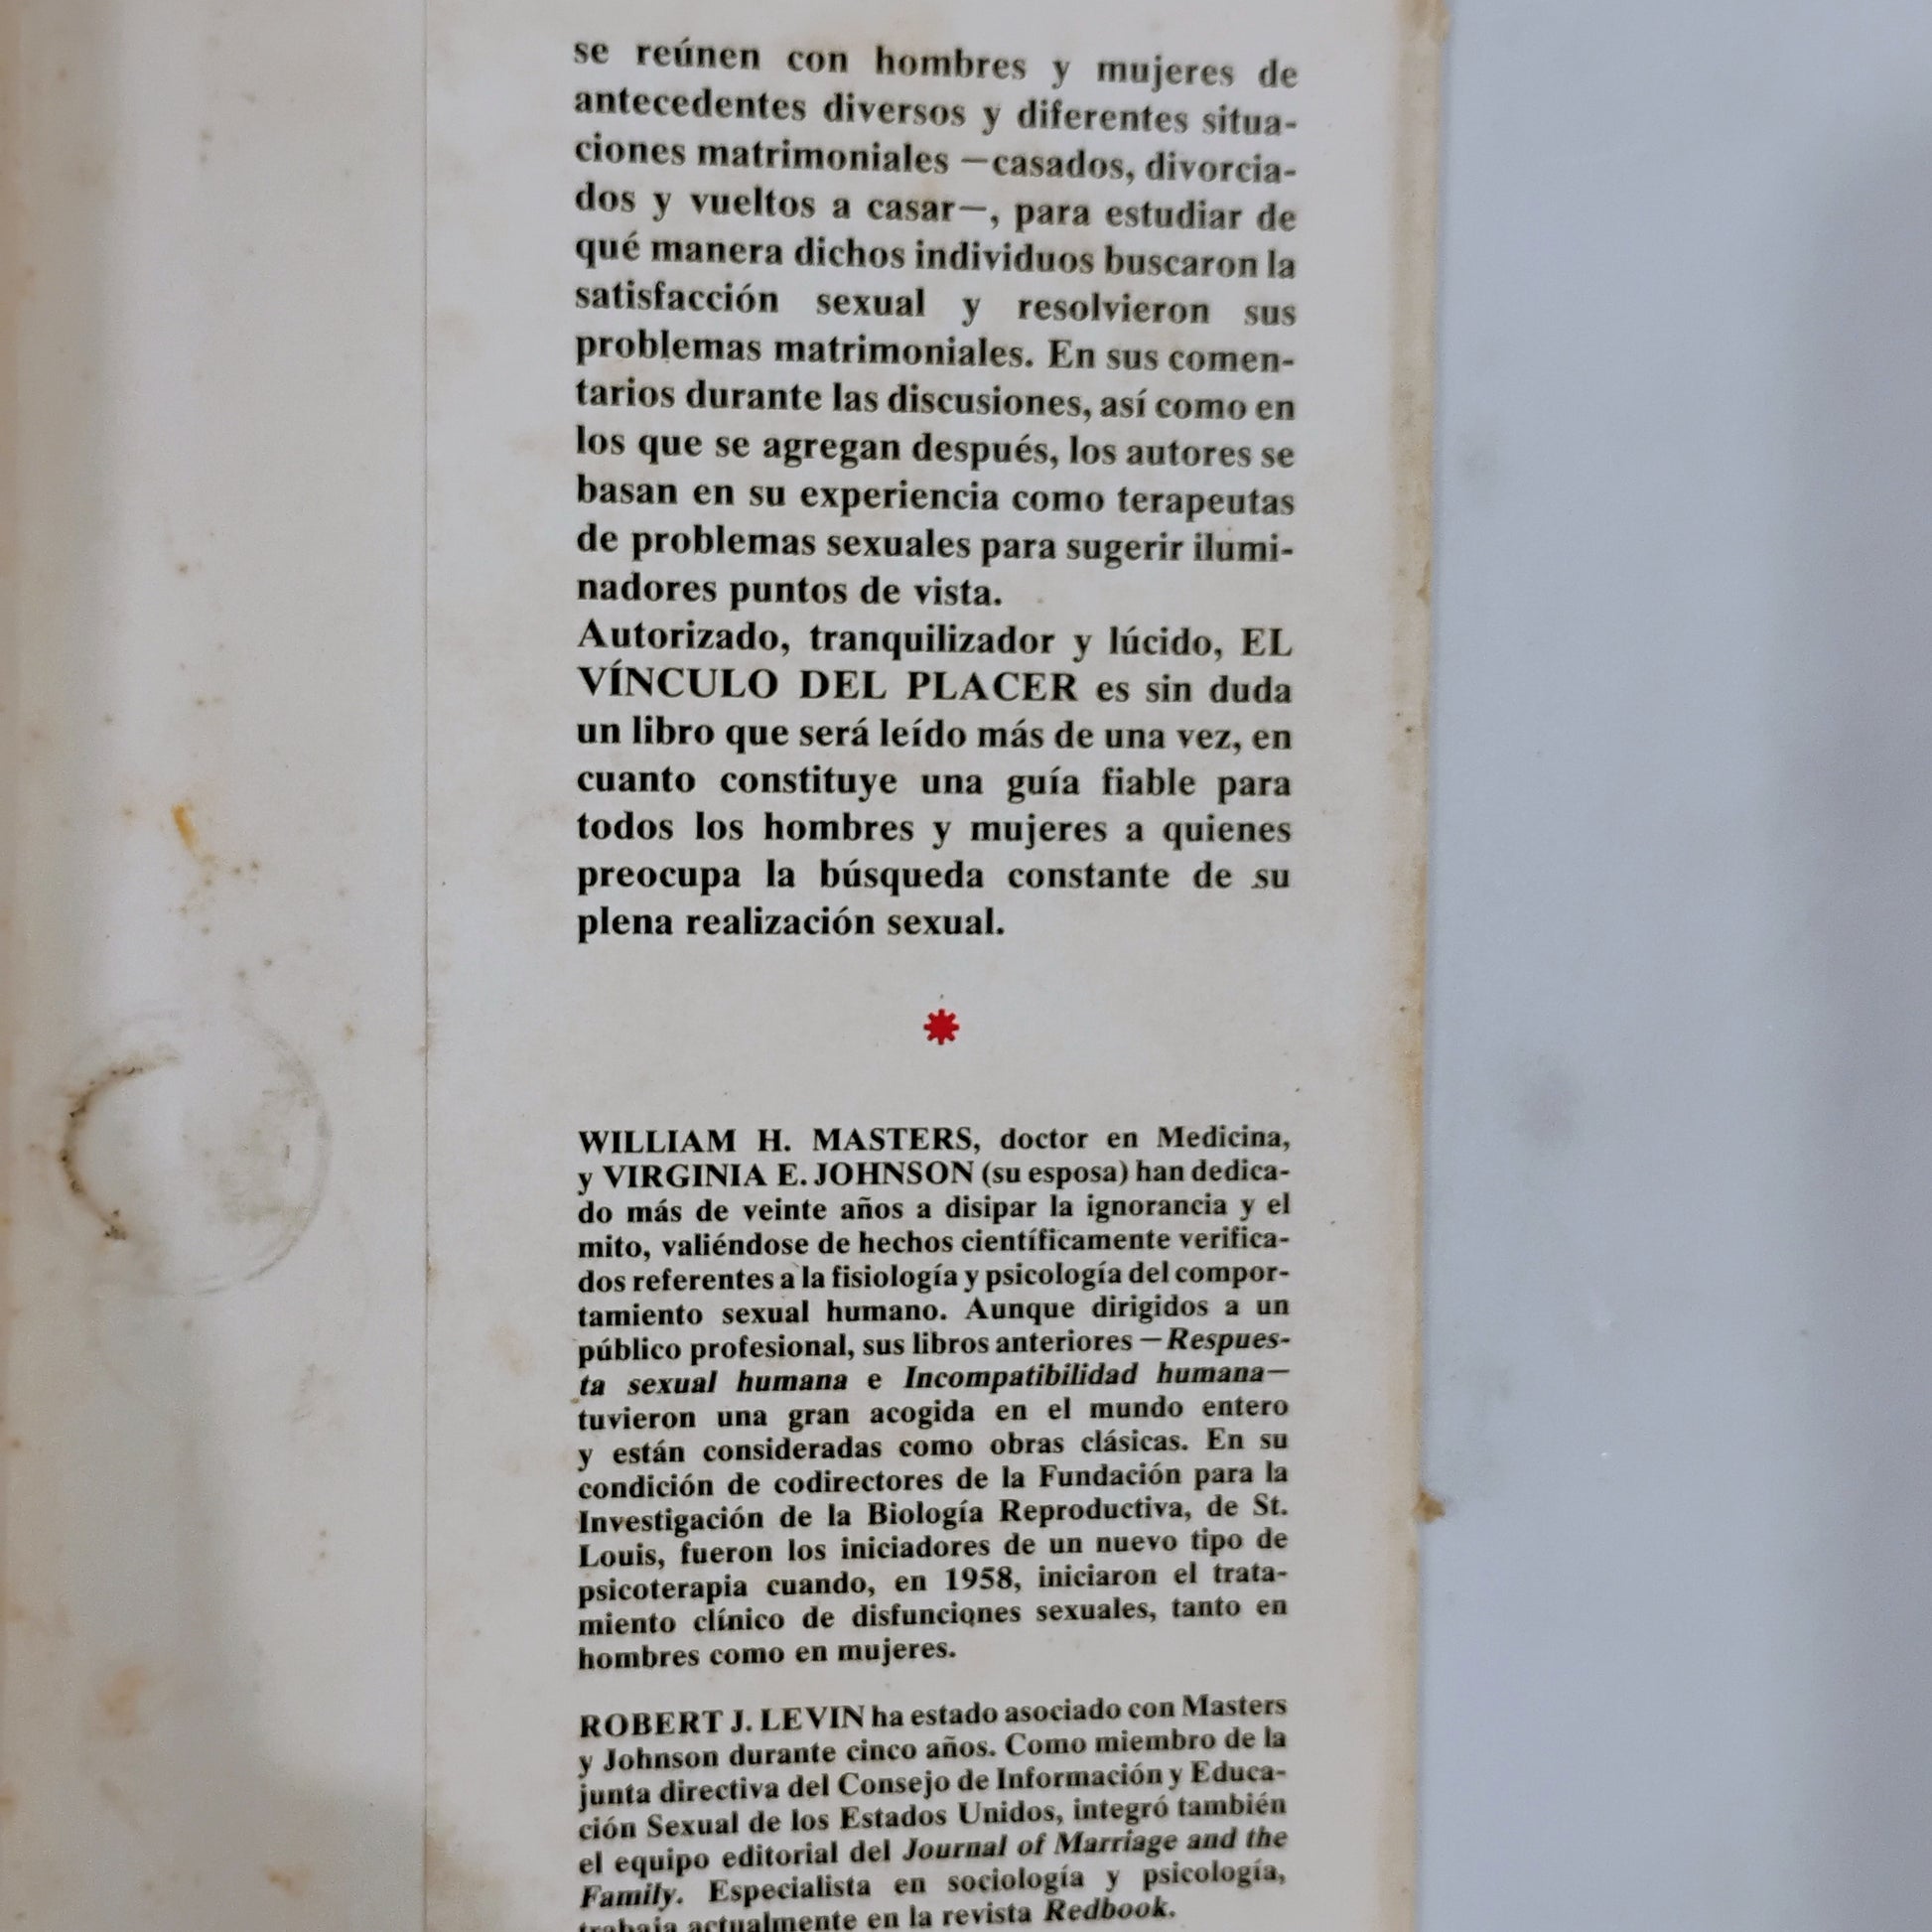 se reúnen con hombres y mujeres de
antecedentes diversos y diferentes situa-
ciones matrimoniales —casados, divorcia-
dos y vueltos a casar—, para estudiar de
qué manera dichos individuos buscaron la
satisfacción sexual y resolvieron sus
problemas matrimoniales. En sus comen-
tarios durante las discusiones, así como en
los que se agregan después, los autores se
basan en su experiencia como terapeutas
de problemas sexuales para sugerir ilumi-
nadores puntos de vista.
Autorizado, tranquilizador y lúcido, EL
VÍNCULO DEL PLACER es sin duda
un libro que será leído más de una vez, en
cuanto constituye una guía fiable para
todos los hombres y mujeres a quienes
preocupa la búsqueda constante de su
plena realización sexual.
WILLIAM H. MASTERS, doctor en Medicina,
y VIRGINIA E. JOHNSON (su esposa) han dedica-
do más de veinte años a disipar la ignorancia y el
mito, valiéndose de hechos científicamente verifica-
dos referentes a la fisiología y psicología del compor-
tamiento sexual humano. Aunque dirigidos a un
público profesional, sus libros anteriores —Respues-
ta sexual humana e Incompatibilidad humana—
tuvieron una gran acogida en el mundo entero
y están consideradas como obras clásicas. En su
condición de codirectores de la Fundación para la
Investigación de la Biología Reproductiva, de St.
Louis, fueron los iniciadores de un nuevo tipo de
psicoterapia cuando, en 1958, iniciaron el trata-
miento clínico de disfunciones sexuales, tanto en
hombres como en mujeres.
ROBERT J. LEVIN ha estado asociado con Masters
y Johnson durante cinco años. Como miembro de la
junta directiva del Consejo de Información y Educa-
ción Sexual de los Estados Unidos, integró también
el equipo editorial del Journal of Marriage and the
Family. Especialista en sociología y psicología,
trabaja actualmente en la revista Redbook.